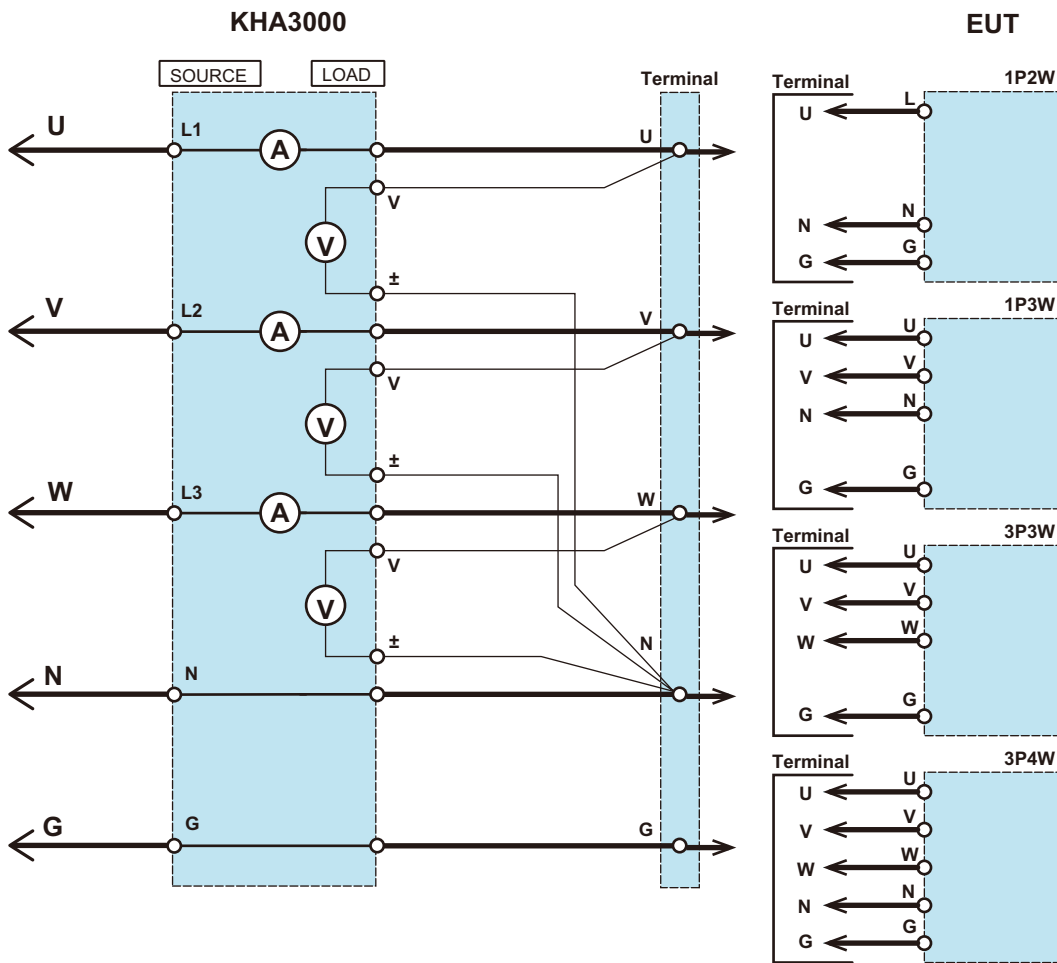 KHA3000
EUT
SOURCE
LOAD
Terminal
U
L1
A
U
V
V
±
V
L2
A
V
V
V
±
W
L3
A
W
V
V
±
N
N
N
G
G
G
Terminal
1P2W
U
L
N
N
G
G
Terminal
1P3W
U
U
V
V
N
N
G
G
Terminal
3P3W
U
U
V
V
W
W
G
G
Terminal
3P4W
U
U
V
V
W
W
N
N
G
G